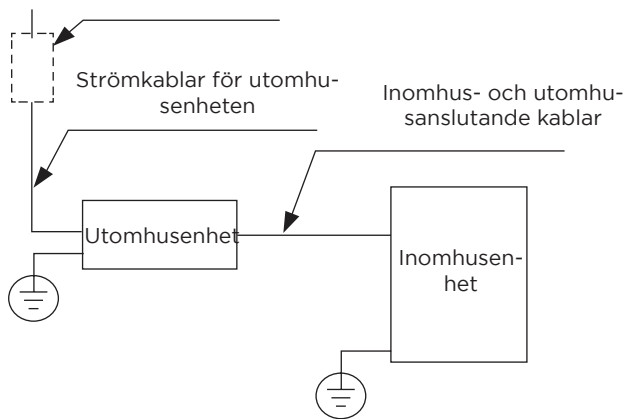 Strömkablar för utomhu-
senheten
Inomhus- och utomhu-
sanslutande kablar
Utomhusenhet
Inomhusen-
het